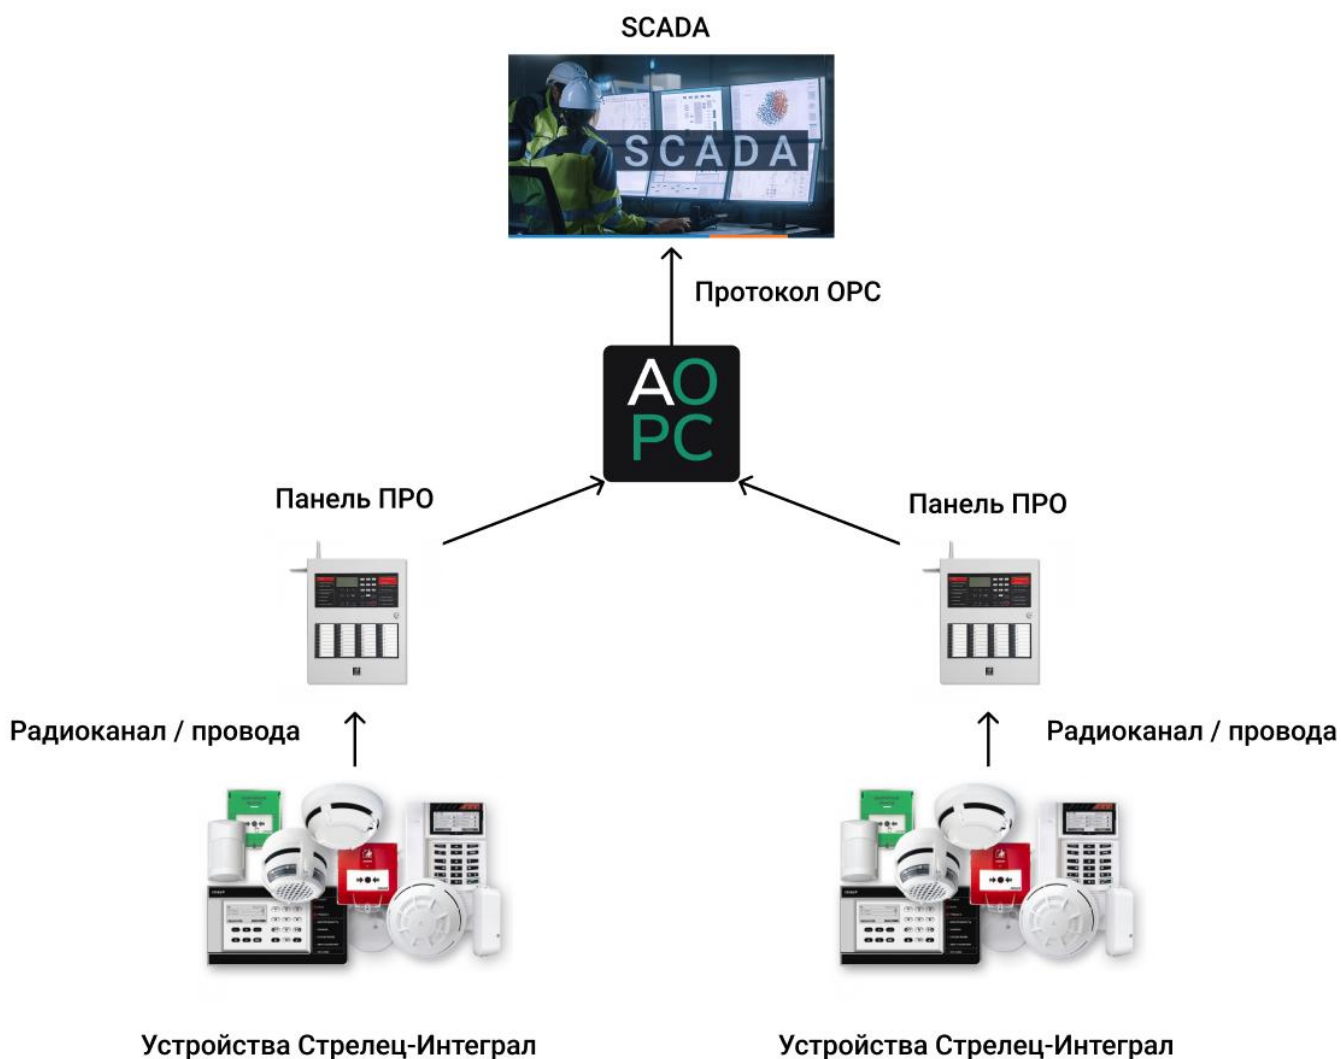 SCADA
SCADA
Протокол OPC
AO
PC
Панель ПРО
Панель ПРО
Радиоканал / провода
Радиоканал / провода
Устройства Стрелец-Интеграл
Устройства Стрелец-Интеграл